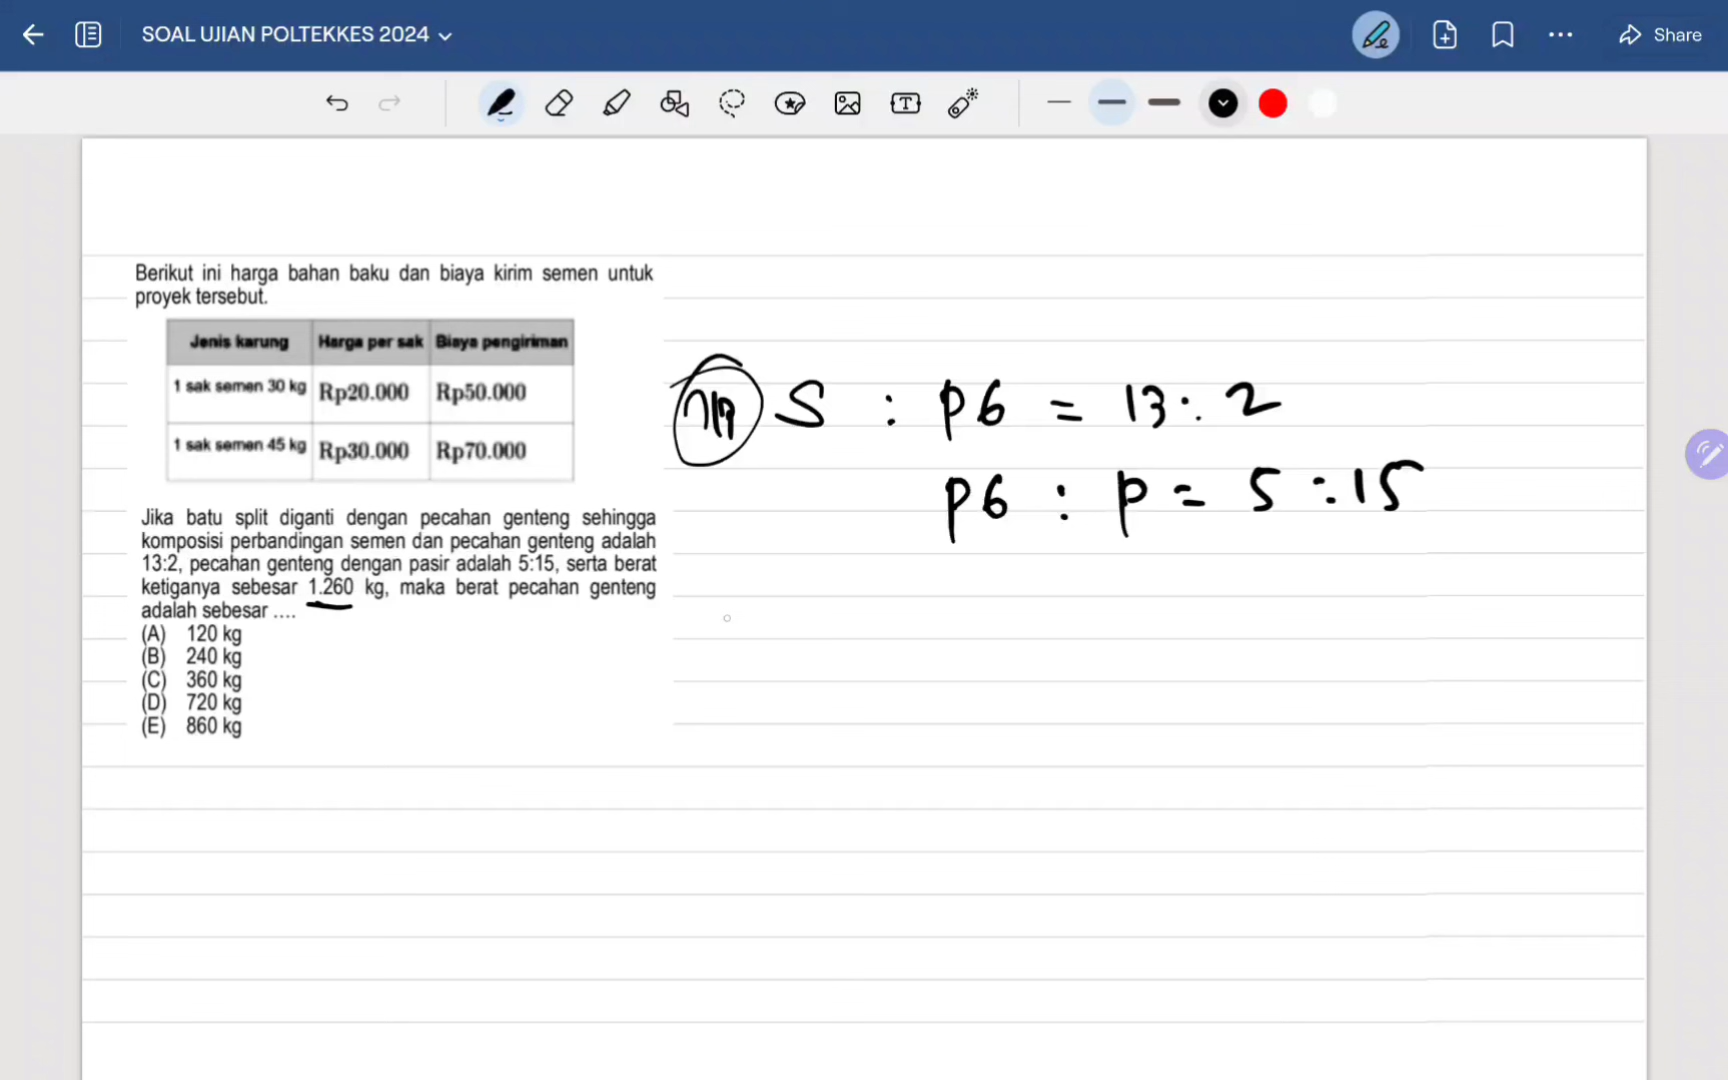 SOAL UJIAN POLTEKKES 2024
Share
Berikut ini harga bahan baku dan biaya kirim semen untuk
proyek tersebut.
Jenis karung Harga per sak Biaya pengiriman
1 sak semen 30 kg Rp20.000 Rp50.000
1 sak semen 45 kg Rp30.000 Rp70.000
Jika batu split diganti dengan pecahan genteng sehingga
komposisi perbandingan semen dan pecahan genteng adalah
13:2, pecahan genteng dengan pasir adalah 5:15, serta berat
ketiganya sebesar 1.260 kg, maka berat pecahan genteng
adalah sebesar ....
(A) 120 kg
(B) 240 kg
(C) 360 kg
(D) 720 kg
(E) 860 kg
S : P6 = 13 : 2
P6 : P = 5 : 15